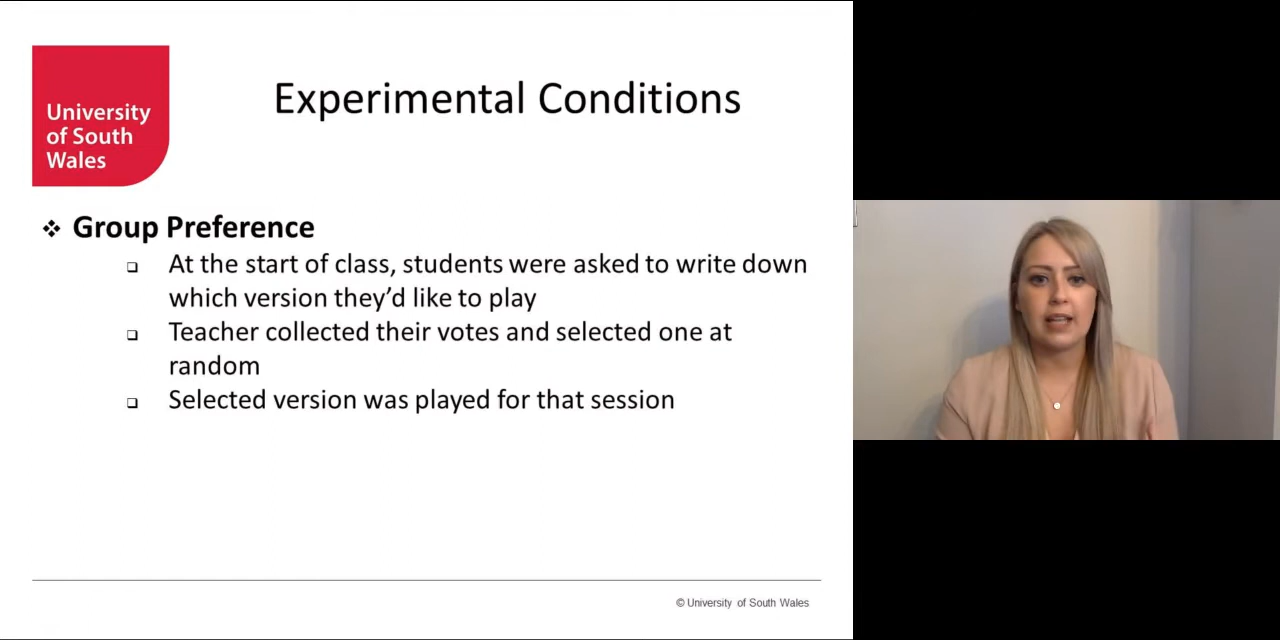 University
of South
Wales
Experimental Conditions
Group Preference
At the start of class, students were asked to write down
which version they’d like to play
Teacher collected their votes and selected one at
random
Selected version was played for that session
© University of South Wales